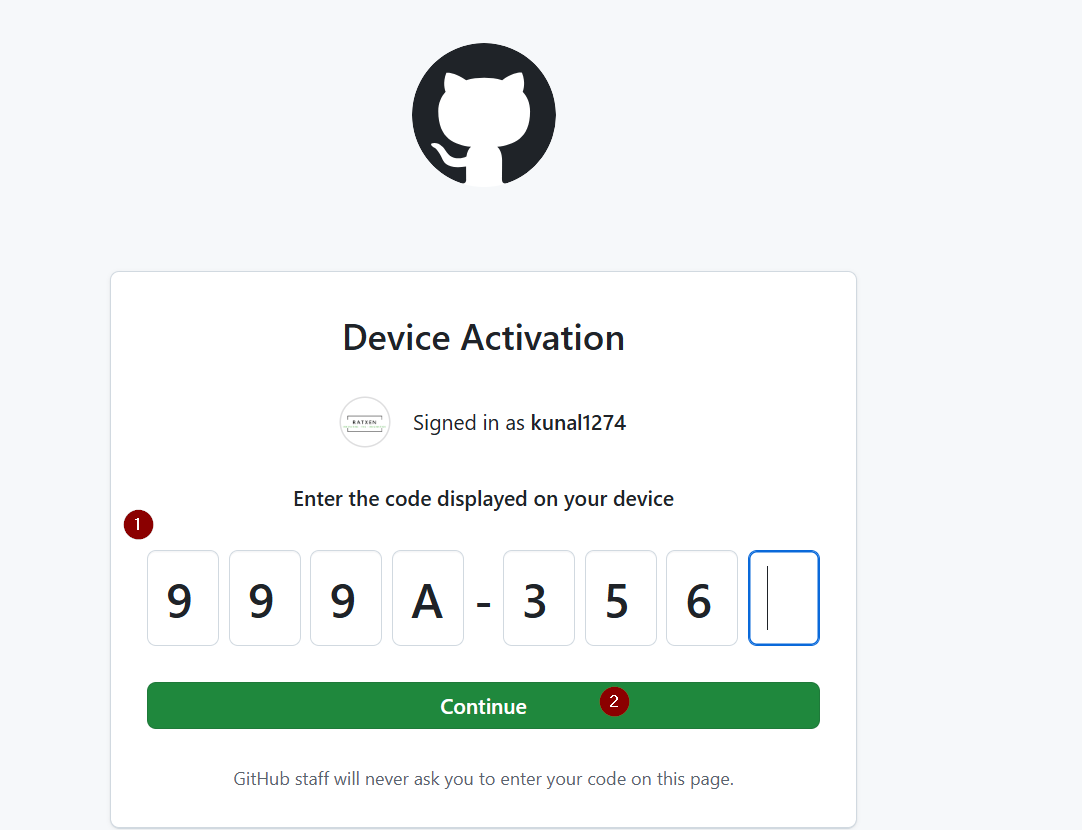 Device Activation
BATXEN
Signed in as kunal1274
Enter the code displayed on your device
1
9 9 9 A - 3 5 6
Continue 2
GitHub staff will never ask you to enter your code on this page.